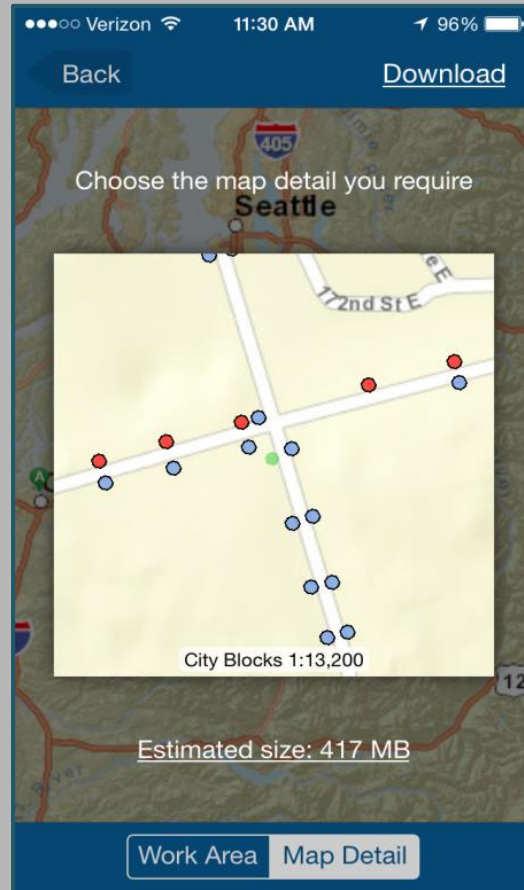 Verizon 11:30 AM 96%
Back Download
405
Choose the map detail you require
Seattle
172nd St E
e E
A
City Blocks 1:13,200
12
Estimated size: 417 MB
Work Area Map Detail